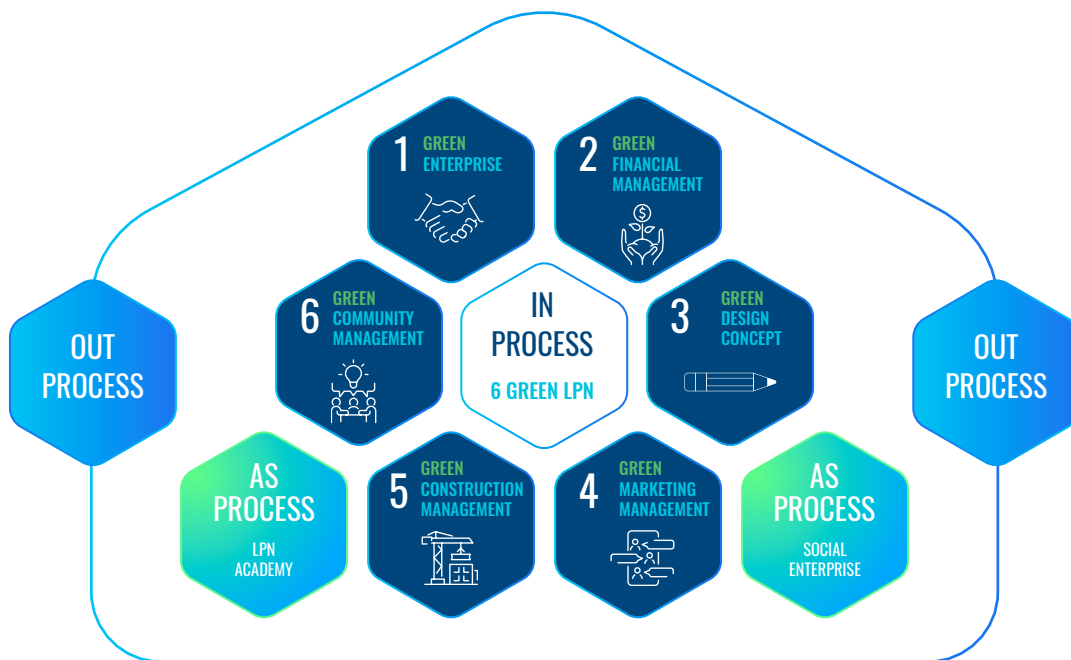 1 GREEN
ENTERPRISE
2 GREEN
FINANCIAL
MANAGEMENT
$
6 GREEN
COMMUNITY
MANAGEMENT
IN
PROCESS
6 GREEN LPN
3 GREEN
DESIGN
CONCEPT
OUT
PROCESS
OUT
PROCESS
AS
PROCESS
LPN
ACADEMY
5 GREEN
CONSTRUCTION
MANAGEMENT
4 GREEN
MARKETING
MANAGEMENT
AS
PROCESS
SOCIAL
ENTERPRISE